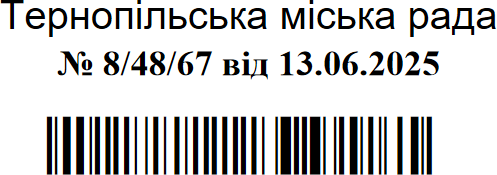 Тернопільська міська рада
№ 8/48/67 від 13.06.2025